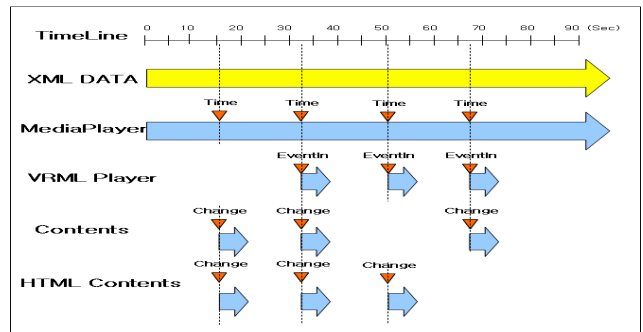 TimeLine 0 10 20 30 40 50 60 70 80 90 (Sec)
XML DATA
Time Time Time Time
MediaPlayer
EventIn EventIn EventIn
VRML Player
Change Change Change
Contents
Change Change Change
HTML Contents